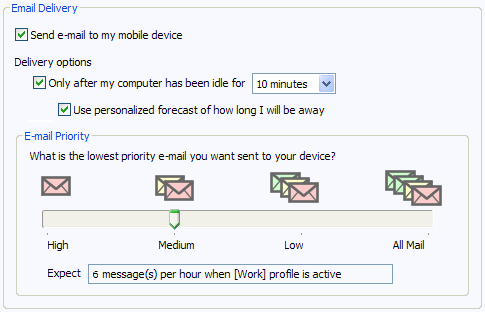 Email Delivery
Send e-mail to my mobile device
Delivery options
Only after my computer has been idle for 10 minutes
Use personalized forecast of how long I will be away
E-mail Priority
What is the lowest priority e-mail you want sent to your device?
High Medium Low All Mail
Expect 6 message(s) per hour when [Work] profile is active